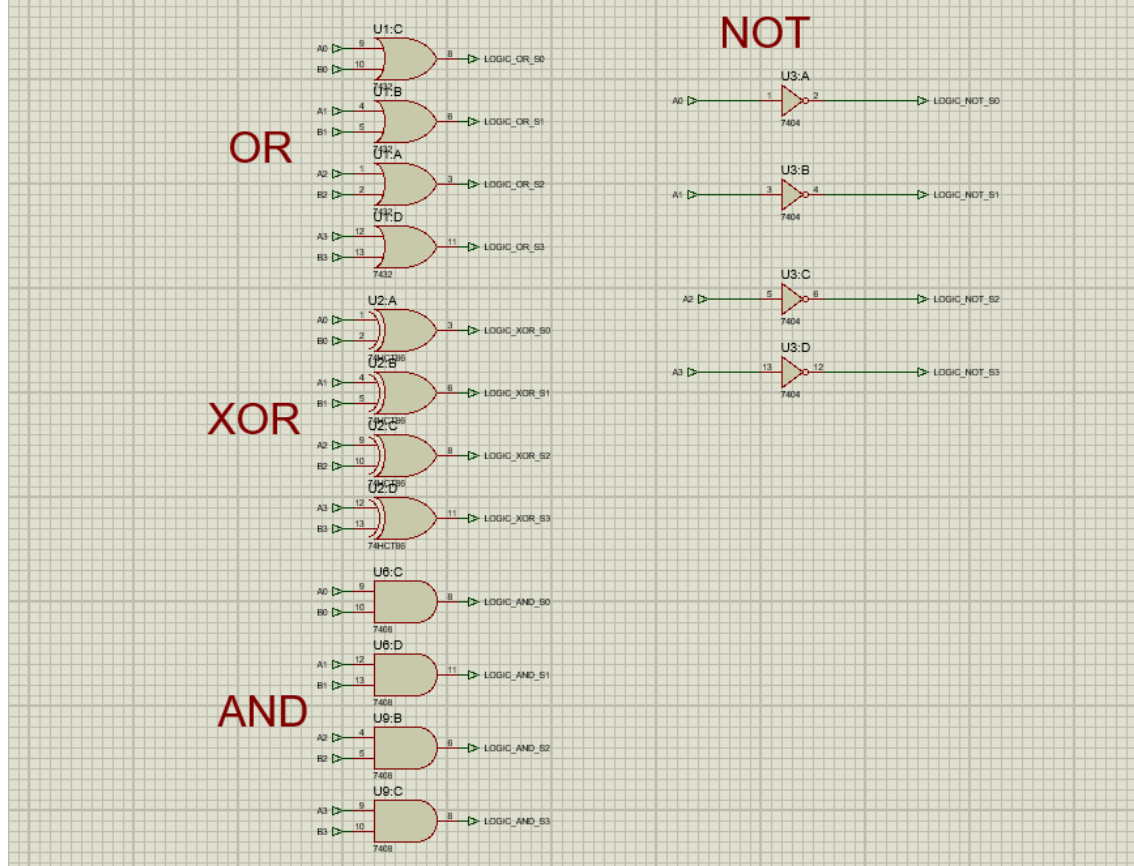 OR
U1:C
A0 9
B0 10
8 LOGIC_OR_S0
7432
U1:B
A1 4
B1 5
6 LOGIC_OR_S1
7432
U1:A
A2 1
B2 2
3 LOGIC_OR_S2
7432
U1:D
A3 12
B3 13
11 LOGIC_OR_S3
7432
XOR
U2:A
A0 1
B0 2
3 LOGIC_XOR_S0
74HCT86
U2:B
A1 4
B1 5
6 LOGIC_XOR_S1
74HCT86
U2:C
A2 9
B2 10
8 LOGIC_XOR_S2
74HCT86
U2:D
A3 12
B3 13
11 LOGIC_XOR_S3
74HCT86
AND
U6:C
A0 9
B0 10
8 LOGIC_AND_S0
7408
U6:D
A1 12
B1 13
11 LOGIC_AND_S1
7408
U9:B
A2 4
B2 5
6 LOGIC_AND_S2
7408
U9:C
A3 9
B3 10
8 LOGIC_AND_S3
7408
NOT
U3:A
A0 1 2 LOGIC_NOT_S0
7404
U3:B
A1 3 4 LOGIC_NOT_S1
7404
U3:C
A2 5 6 LOGIC_NOT_S2
7404
U3:D
A3 13 12 LOGIC_NOT_S3
7404